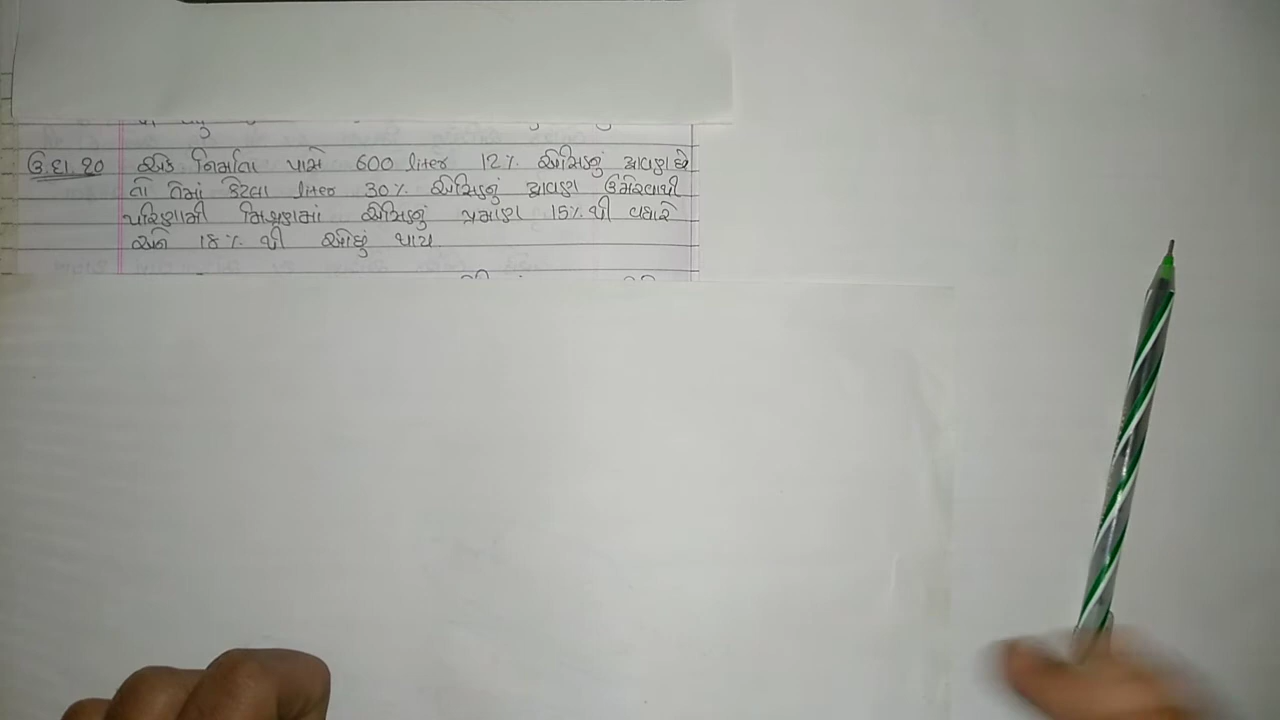 ઉ.દા.૧૦ એક નિર્માતા પાસે 600 liter 12% એસિડનું દ્રાવણ છે
તો તેમાં કેટલા liter 30% એસિડનું દ્રાવણ ઉમેરવાથી
પરિણામી મિશ્રણમાં એસિડનું પ્રમાણ 15% થી વધારે
અને 18% થી ઓછું થાય